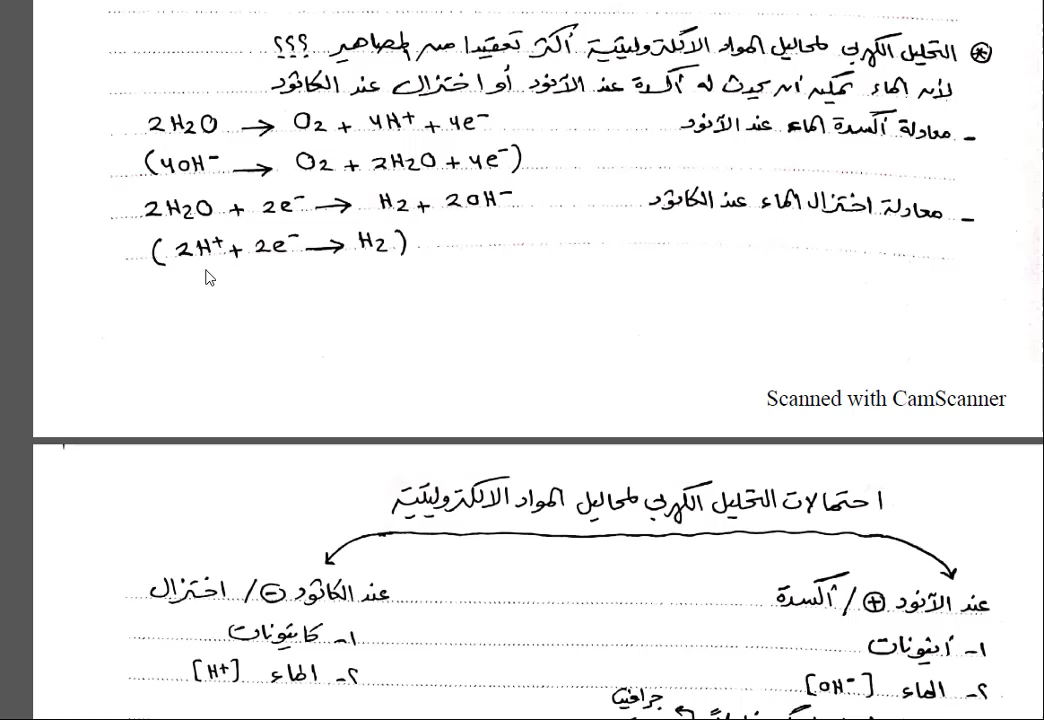 ⊛ التحليل الكهربي لمحاليل المواد الإلكتروليتية أكثر تعقيدا من المصاهير ؟؟؟
لأن الماء يمكن أن يحدث له أكسدة عند الآنود أو اختزال عند الكاثود
- معادلة أكسدة الماء عند الآنود 2H2O → O2 + 4H+ + 4e-
(4OH- → O2 + 2H2O + 4e-)
- معادلة اختزال الماء عند الكاثود 2H2O + 2e- → H2 + 2OH-
(2H+ + 2e- → H2)
Scanned with CamScanner
احتمالات التحليل الكهربي لمحاليل المواد الالكتروليتية
عند الآنود ⊕ / أكسدة عند الكاثود ⊖ / اختزال
١- أنيونات ١- كاتيونات
٢- الماء [OH-] ٢- الماء [H+]
جرافيت